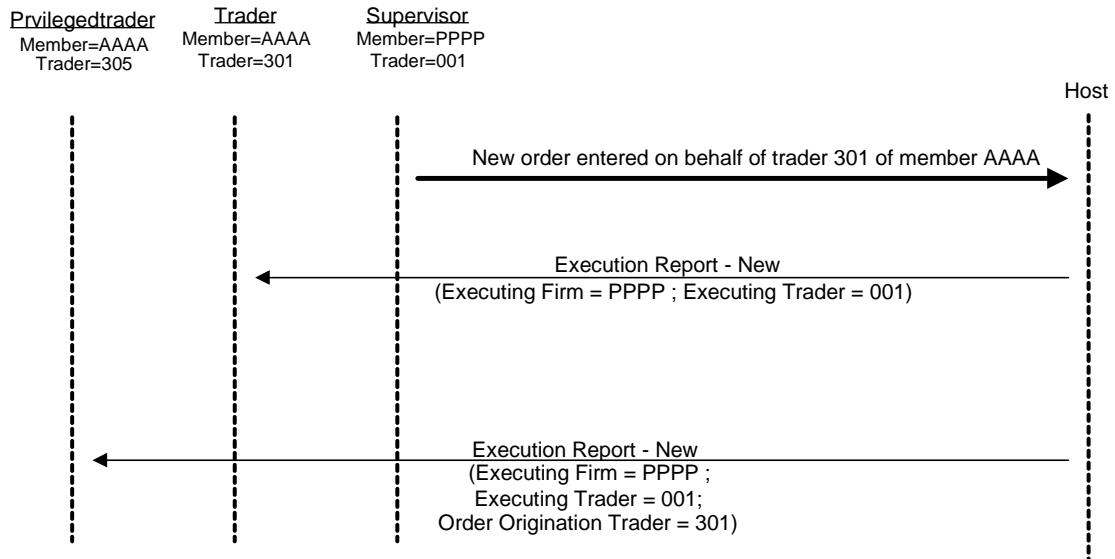 Prvilegedtrader
Member=AAAA
Trader=305
Trader
Member=AAAA
Trader=301
Supervisor
Member=PPPP
Trader=001
Host
New order entered on behalf of trader 301 of member AAAA
Execution Report - New
(Executing Firm = PPPP ; Executing Trader = 001)
Execution Report - New
(Executing Firm = PPPP ;
Executing Trader = 001;
Order Origination Trader = 301)